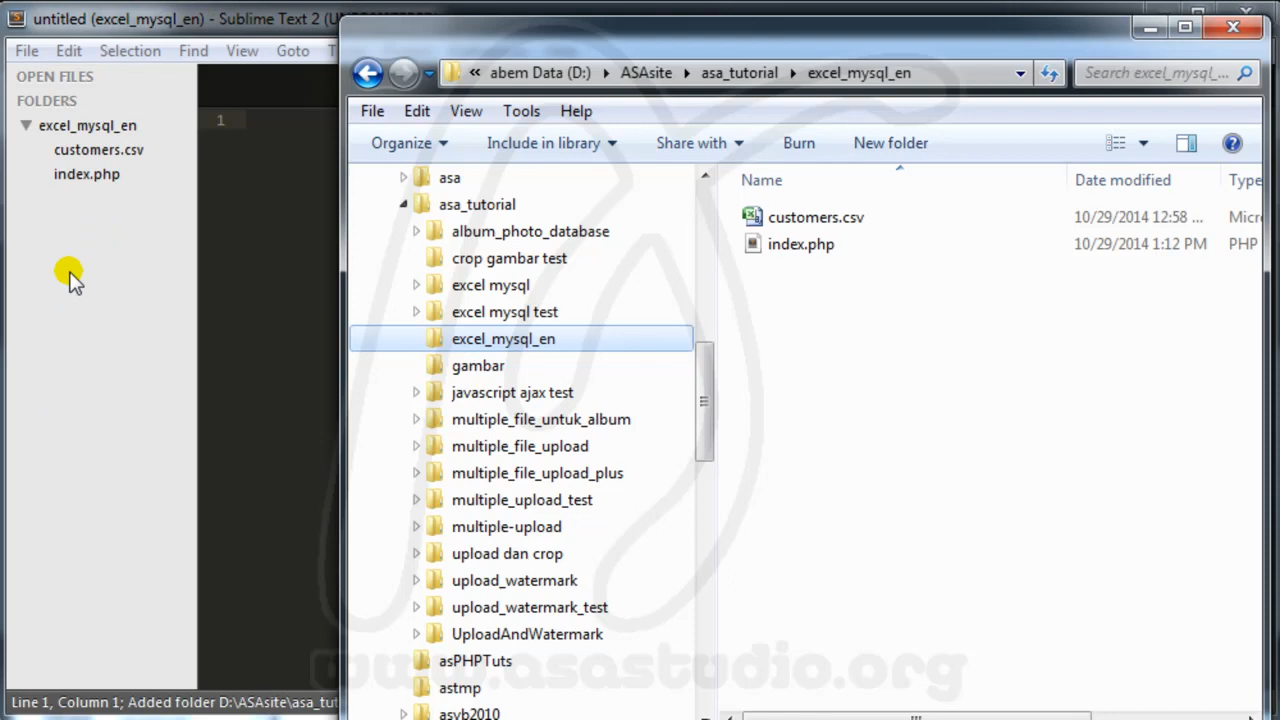 untitled (excel_mysql_en) - Sublime Text 2 (UN
File Edit Selection Find View Goto T
OPEN FILES
FOLDERS
excel_mysql_en
customers.csv
index.php
1
Line 1, Column 1; Added folder D:\ASAsite\asa_tut
« abem Data (D:) ASAsite asa_tutorial excel_mysql_en
Search excel_mysql_...
File Edit View Tools Help
Organize Include in library Share with Burn New folder
asa
asa_tutorial
album_photo_database
crop gambar test
excel mysql
excel mysql test
excel_mysql_en
gambar
javascript ajax test
multiple_file_untuk_album
multiple_file_upload
multiple_file_upload_plus
multiple_upload_test
multiple-upload
upload dan crop
upload_watermark
upload_watermark_test
UploadAndWatermark
asPHPTuts
astmp
asvb2010
Name Date modified Type
customers.csv 10/29/2014 12:58 ... Micr
index.php 10/29/2014 1:12 PM PHP
www.asastudio.org